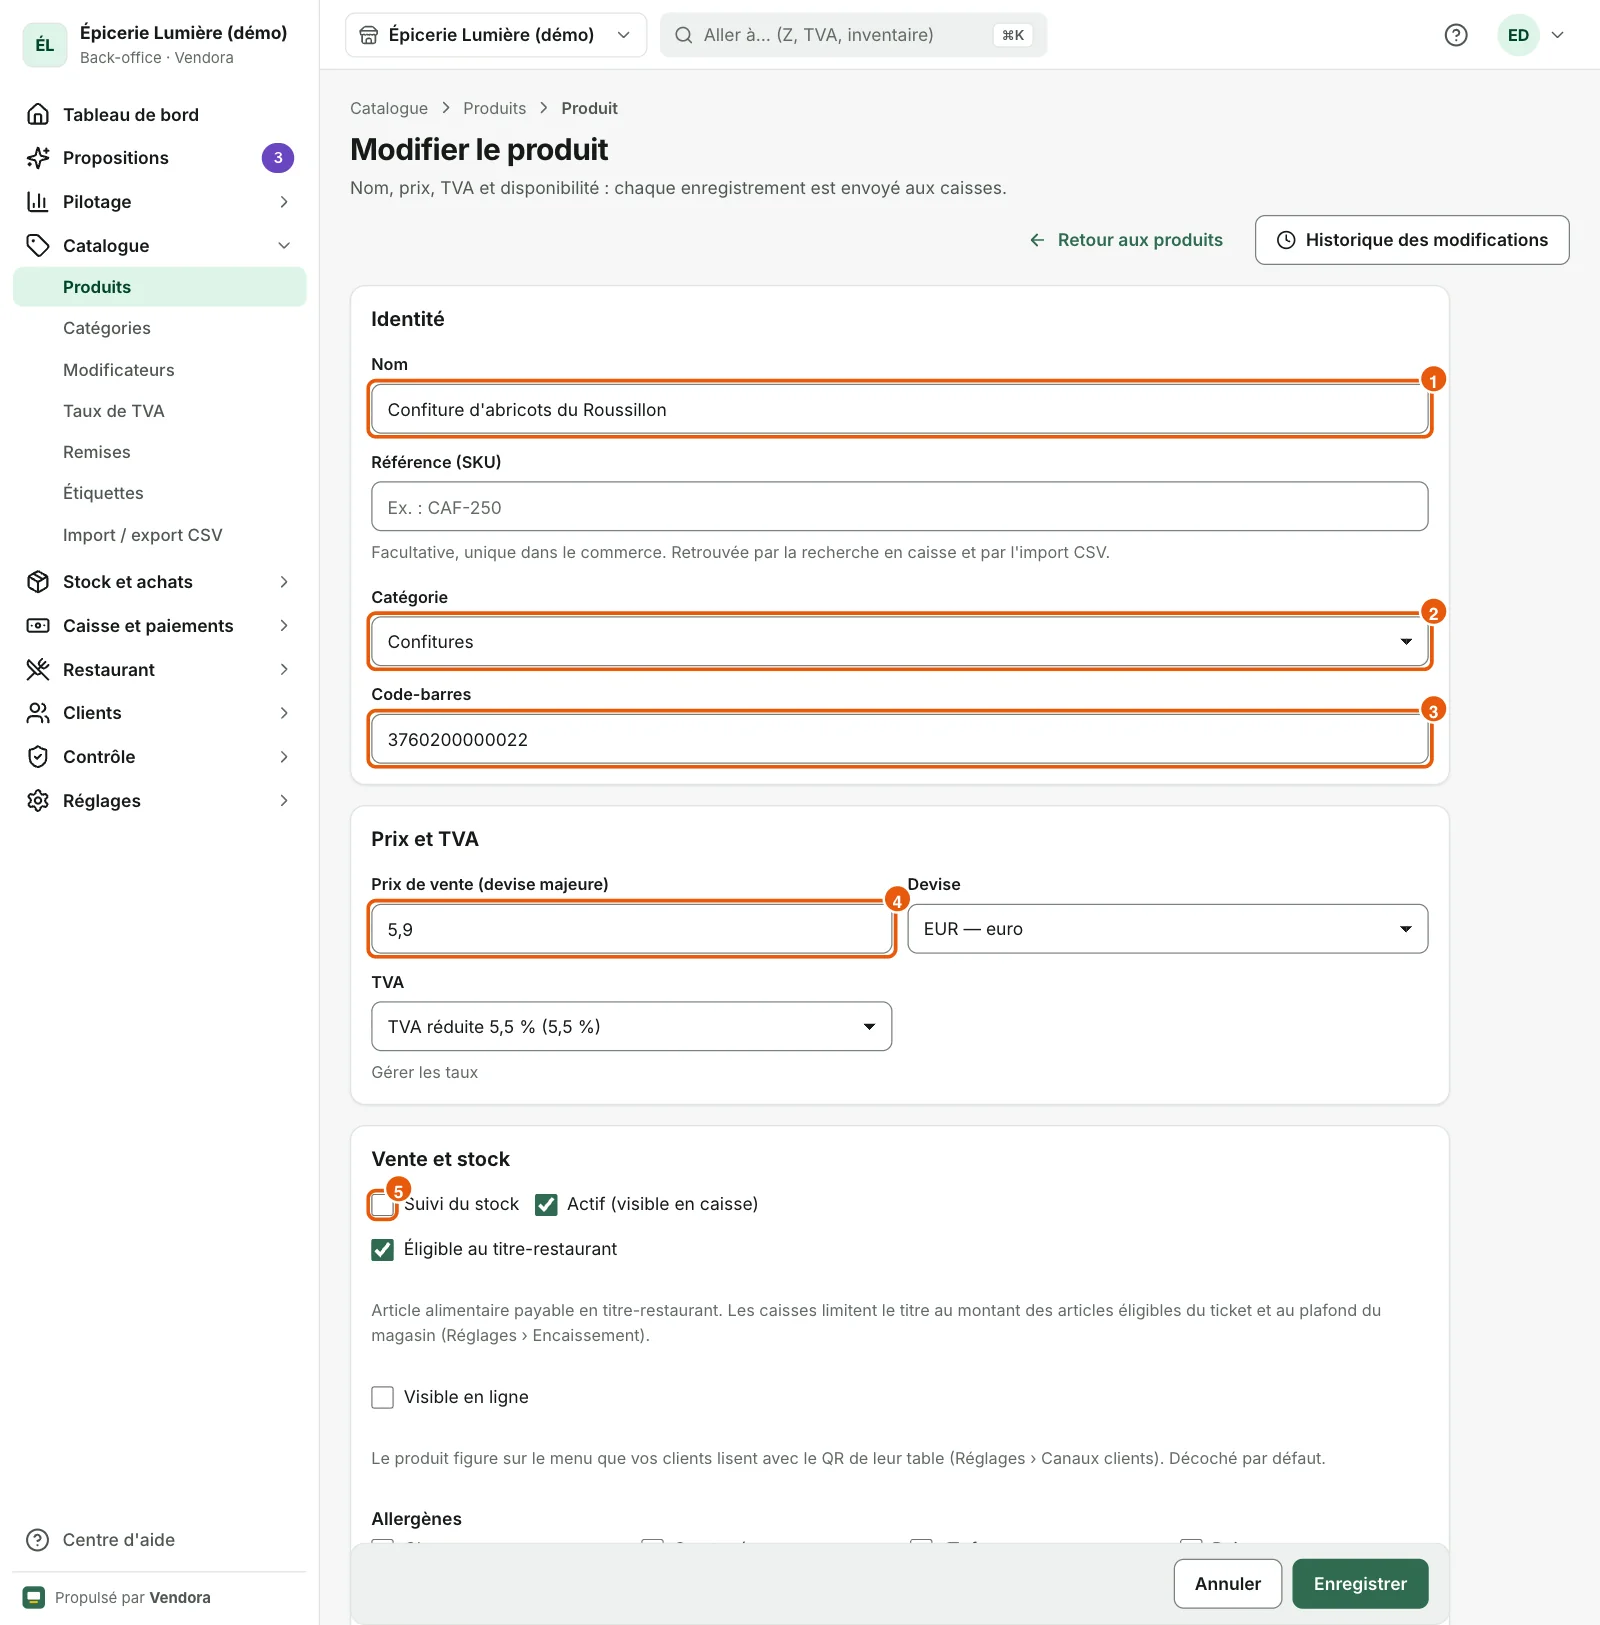 ÉL
Épicerie Lumière (démo)
Back-office · Vendora
Tableau de bord
Propositions
3
Pilotage
Catalogue
Produits
Catégories
Modificateurs
Taux de TVA
Remises
Étiquettes
Import / export CSV
Stock et achats
Caisse et paiements
Restaurant
Clients
Contrôle
Réglages
Centre d'aide
Propulsé par Vendora
Épicerie Lumière (démo)
Aller à... (Z, TVA, inventaire)
⌘K
ED
Catalogue > Produits > Produit
Modifier le produit
Nom, prix, TVA et disponibilité : chaque enregistrement est envoyé aux caisses.
← Retour aux produits
Historique des modifications
Identité
Nom
1
Confiture d'abricots du Roussillon
Référence (SKU)
Ex. : CAF-250
Facultative, unique dans le commerce. Retrouvée par la recherche en caisse et par l'import CSV.
Catégorie
2
Confitures
Code-barres
3
3760200000022
Prix et TVA
Prix de vente (devise majeure)
4
Devise
5,9
EUR — euro
TVA
TVA réduite 5,5 % (5,5 %)
Gérer les taux
Vente et stock
5
Suivi du stock
Actif (visible en caisse)
Éligible au titre-restaurant
Article alimentaire payable en titre-restaurant. Les caisses limitent le titre au montant des articles éligibles du ticket et au plafond du
magasin (Réglages › Encaissement).
Visible en ligne
Le produit figure sur le menu que vos clients lisent avec le QR de leur table (Réglages › Canaux clients). Décoché par défaut.
Allergènes
Annuler
Enregistrer